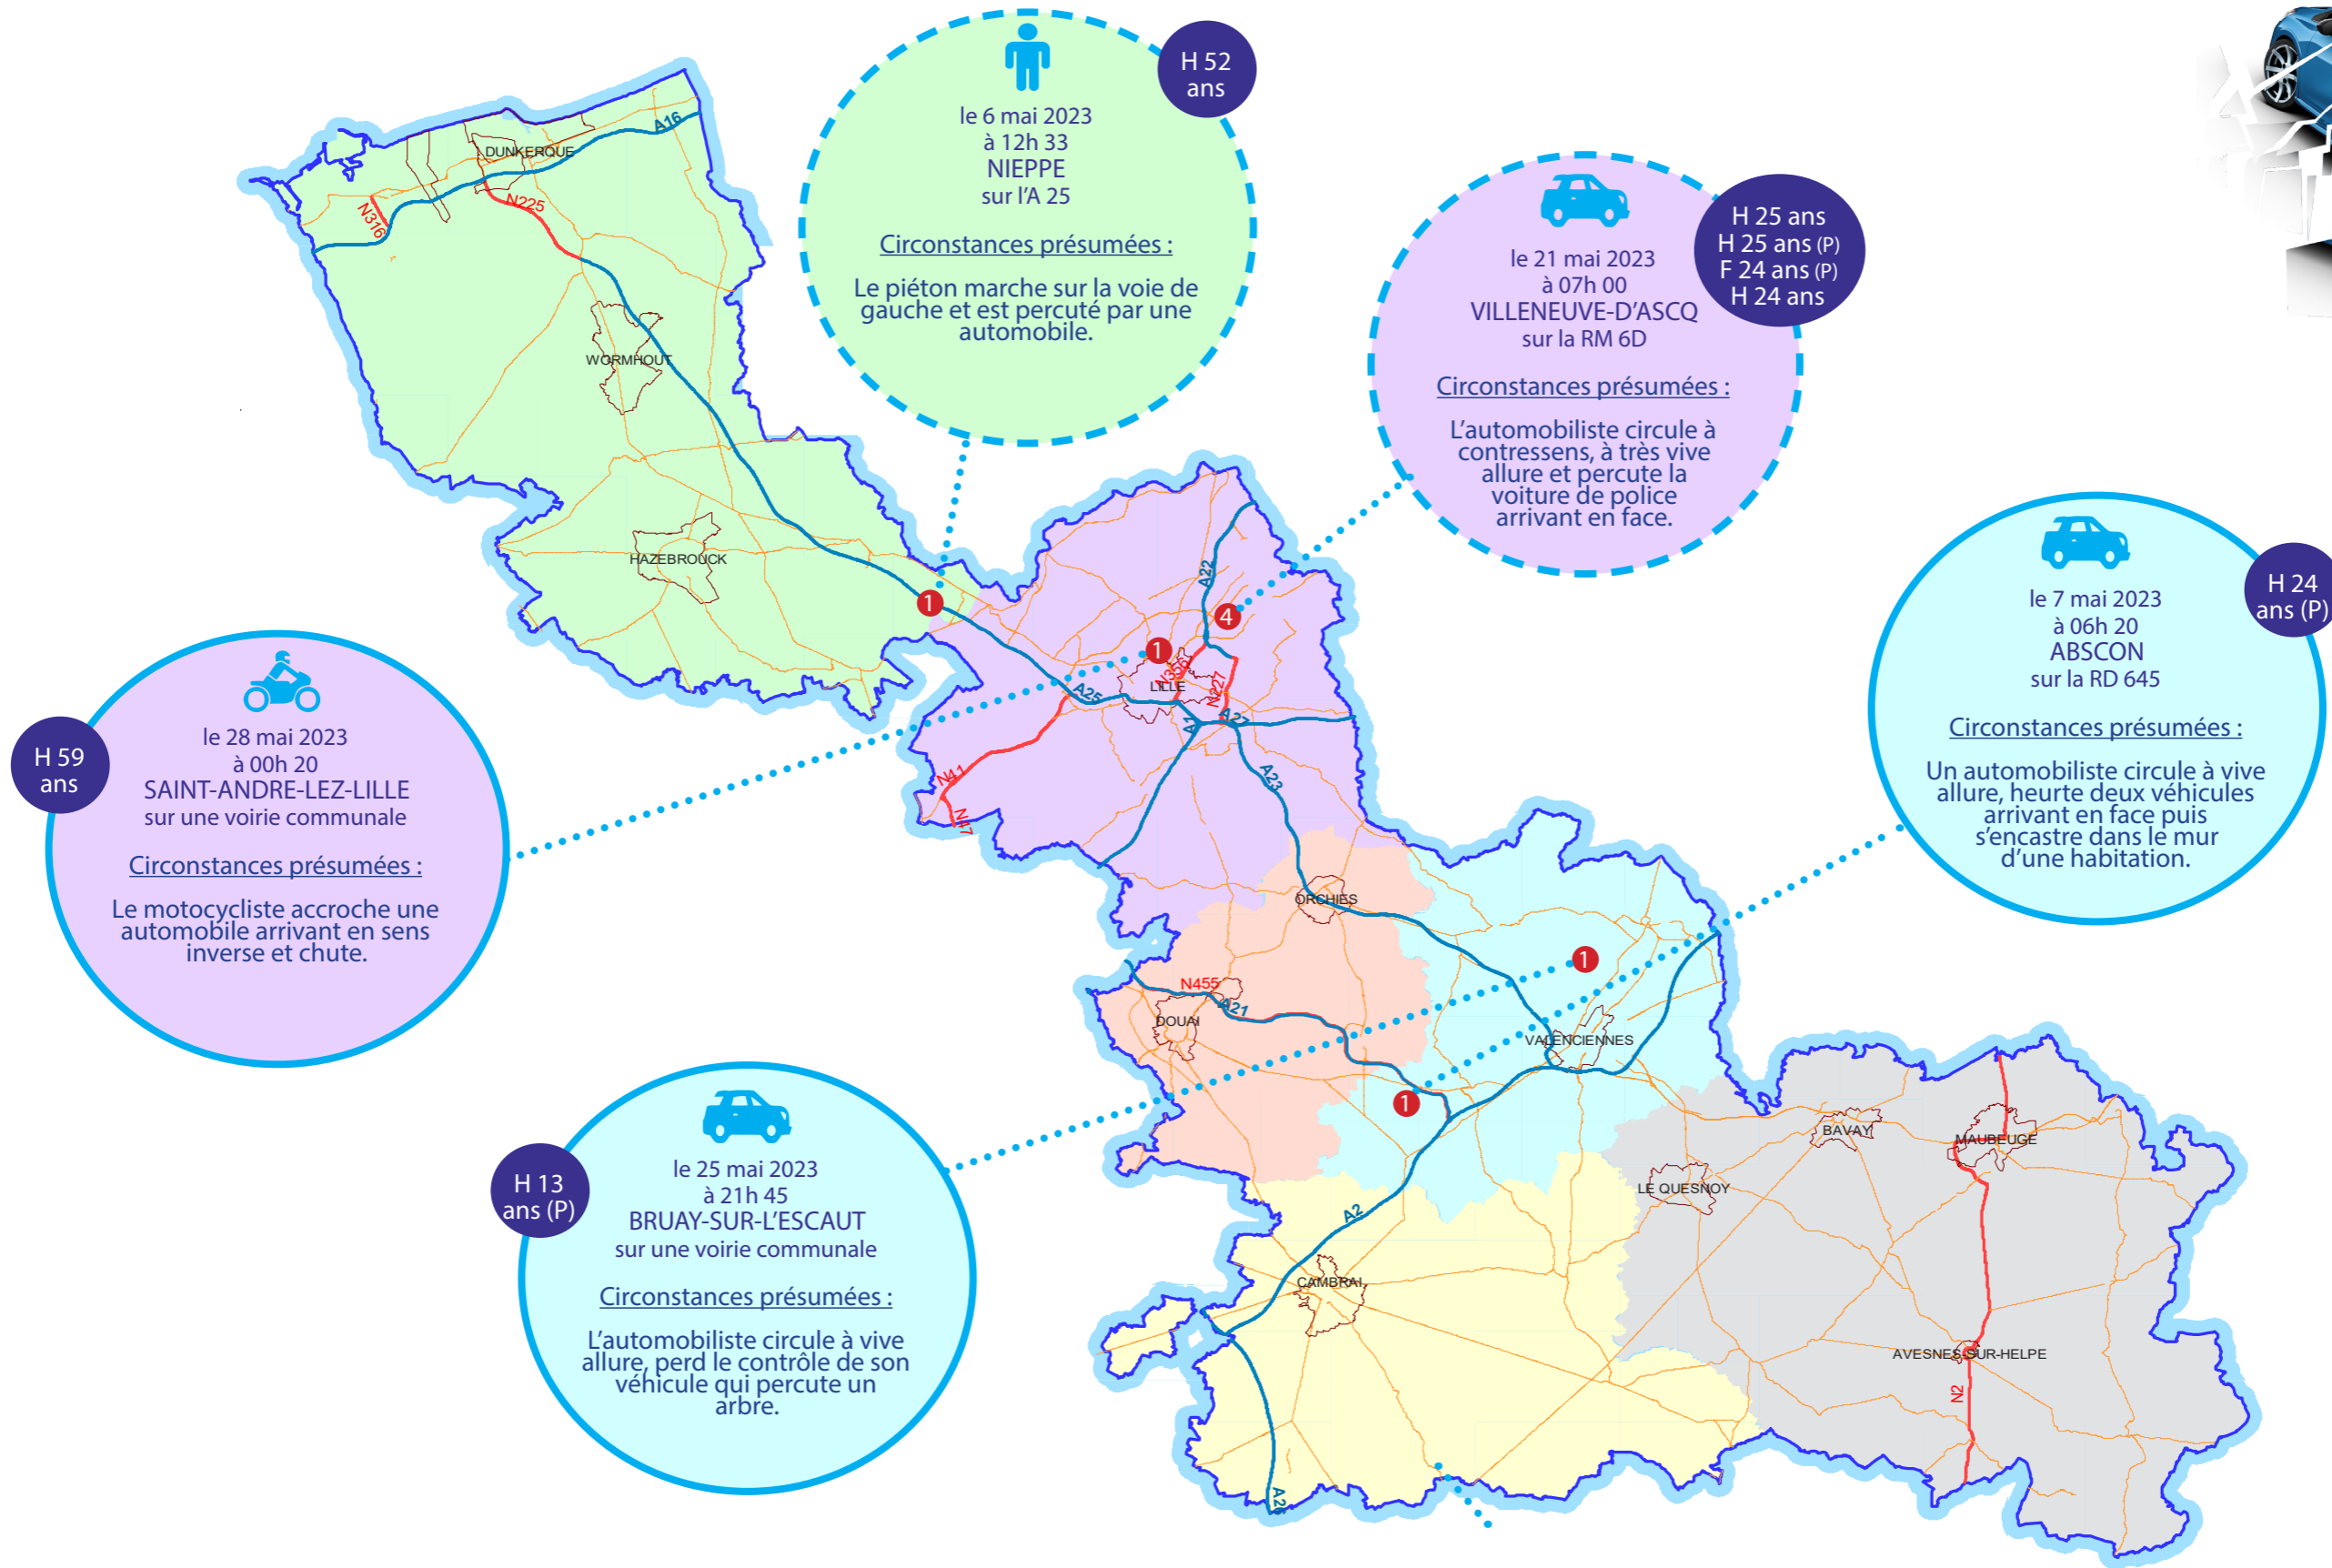 H 52
ans
le 6 mai 2023
à 12h 33
NIEPPE
sur l'A 25
Circonstances présumées :
Le piéton marche sur la voie de
gauche et est percuté par une
automobile.
H 25 ans
H 25 ans (P)
F 24 ans (P)
H 24 ans
le 21 mai 2023
à 07h 00
VILLENEUVE-D'ASCQ
sur la RM 6D
Circonstances présumées :
L'automobiliste circule à
contressens, à très vive
allure et percute la
voiture de police
arrivant en face.
H 24
ans (P)
le 7 mai 2023
à 06h 20
ABSCON
sur la RD 645
Circonstances présumées :
Un automobiliste circule à vive
allure, heurte deux véhicules
arrivant en face puis
s'encastre dans le mur
d'une habitation.
H 59
ans
le 28 mai 2023
à 00h 20
SAINT-ANDRE-LEZ-LILLE
sur une voirie communale
Circonstances présumées :
Le motocycliste accroche une
automobile arrivant en sens
inverse et chute.
H 13
ans (P)
le 25 mai 2023
à 21h 45
BRUAY-SUR-L'ESCAUT
sur une voirie communale
Circonstances présumées :
L'automobiliste circule à vive
allure, perd le contrôle de son
véhicule qui percute un
arbre.
A16
DUNKERQUE
N316
N225
WORMHOUT
HAZEBROUCK
1
A22
4
1
N356
LILLE
N227
A25
A1
A27
A23
N41
N47
ORCHIES
1
N455
A21
DOUAI
VALENCIENNES
1
BAVAY
MAUBEUGE
LE QUESNOY
A2
CAMBRAI
AVESNES-SUR-HELPE
N2
A26